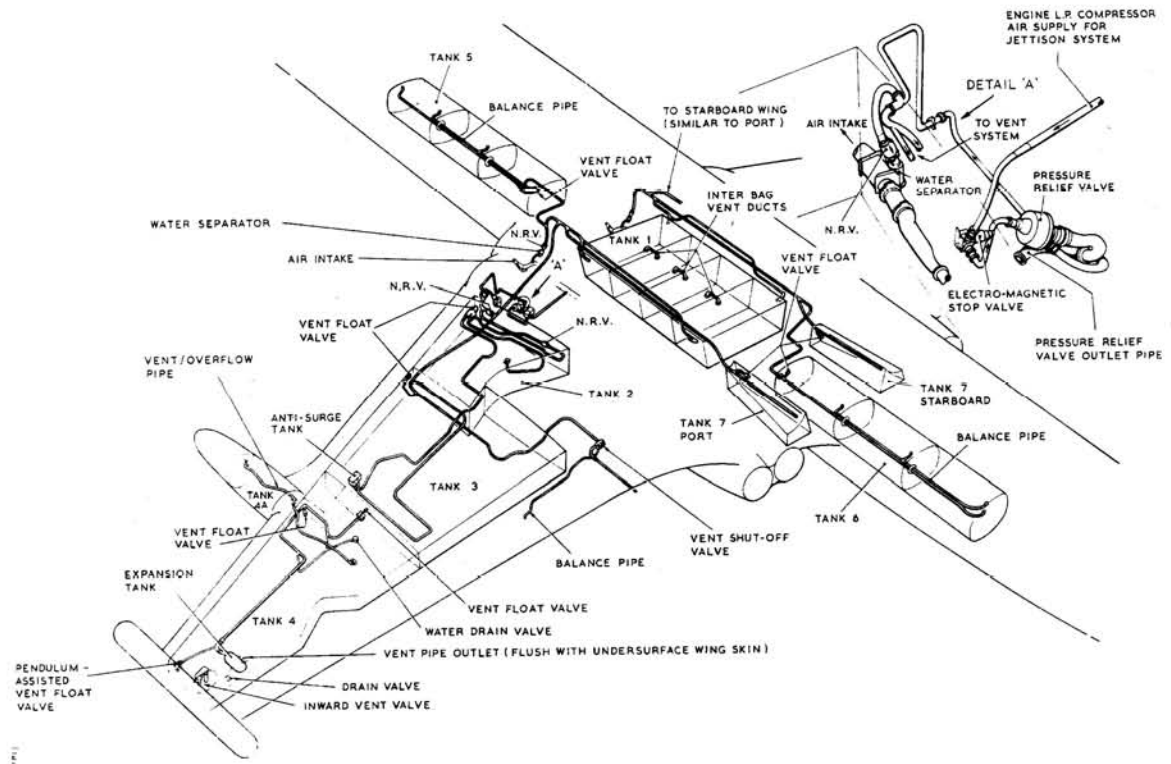 ENGINE L.P. COMPRESSOR
AIR SUPPLY FOR
JETTISON SYSTEM
TANK 5
DETAIL 'A'
BALANCE PIPE
TO STARBOARD WING
(SIMILAR TO PORT)
AIR INTAKE
TO VENT
SYSTEM
VENT FLOAT
VALVE
WATER
SEPARATOR
PRESSURE
RELIEF VALVE
INTER BAG
VENT DUCTS
WATER SEPARATOR
N.R.V.
N.R.V.
TANK 1
VENT FLOAT
VALVE
AIR INTAKE
'A'
N.R.V.
ELECTRO-MAGNETIC
STOP VALVE
N.R.V.
VENT FLOAT
VALVE
PRESSURE RELIEF
VALVE OUTLET PIPE
VENT/OVERFLOW
PIPE
TANK 2
TANK 7
STARBOARD
ANTI-SURGE
TANK
TANK 7
PORT
BALANCE PIPE
TANK 3
TANK
4A
TANK 6
VENT FLOAT
VALVE
VENT SHUT-OFF
VALVE
BALANCE PIPE
EXPANSION
TANK
VENT FLOAT VALVE
TANK 4
WATER DRAIN VALVE
VENT PIPE OUTLET (FLUSH WITH UNDERSURFACE WING SKIN)
PENDULUM-
ASSISTED
VENT FLOAT
VALVE
DRAIN VALVE
INWARD VENT VALVE